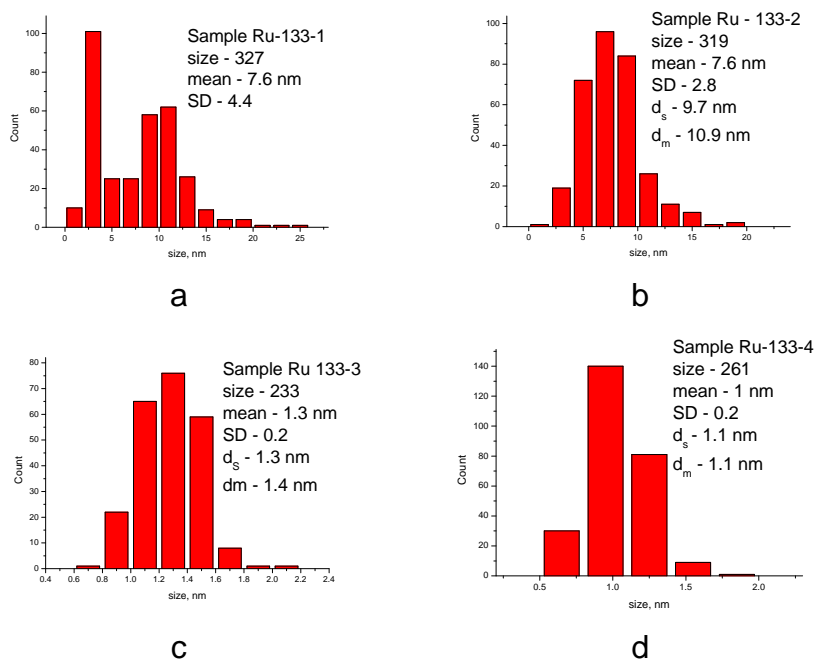 Sample Ru-133-1
size - 327
mean - 7.6 nm
SD - 4.4
Count
100
80
60
40
20
0
0 5 10 15 20 25
size, nm
a
Sample Ru - 133-2
size - 319
mean - 7.6 nm
SD - 2.8
ds - 9.7 nm
dm - 10.9 nm
Count
100
80
60
40
20
0
0 5 10 15 20
size, nm
b
Sample Ru 133-3
size - 233
mean - 1.3 nm
SD - 0.2
dS - 1.3 nm
dm - 1.4 nm
Count
80
70
60
50
40
30
20
10
0
0.4 0.6 0.8 1.0 1.2 1.4 1.6 1.8 2.0 2.2 2.4
size, nm
c
Sample Ru-133-4
size - 261
mean - 1 nm
SD - 0.2
ds - 1.1 nm
dm - 1.1 nm
Count
140
120
100
80
60
40
20
0
0.5 1.0 1.5 2.0
size, nm
d